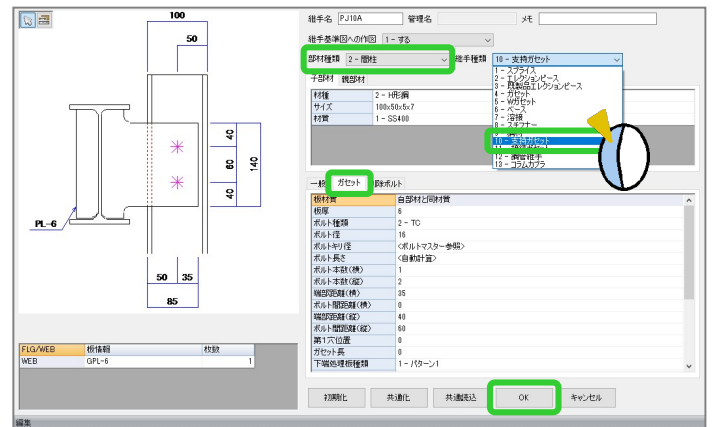 100
50
40
60
40
140
PL-6
50 35
85
FLG/WEB 板情報 枚数
WEB GPL-6 1
継手名 PJ10A 管理名 メモ
継手基準図への作図 1 - する
部材種類 2 - 間柱 継手種類 10 - 支持ガセット
1 - スプライス
2 - エレクションピース
3 - 既製品エレクションピース
4 - ガセット
5 - Wガセット
6 - ベース
7 - 溶接
8 - スチフナー
10 - 支持ガセット
12 - 鋼管継手
13 - コラムカプラ
子部材 親部材
材種 2 - H形鋼
サイズ 100x50x5x7
材質 1 - SS400
一般 ガセット 控除ボルト
板材質 自部材と同材質
板厚 6
ボルト種類 2 - TC
ボルト径 16
ボルトキリ径 <ボルトマスター参照>
ボルト長さ <自動計算>
ボルト本数(横) 1
ボルト本数(縦) 2
端部距離(横) 35
ボルト間距離(横) 0
端部距離(縦) 40
ボルト間距離(縦) 60
第1穴位置 0
ガセット長 0
下端処理板種類 1 - パターン1
初期化 共通化 共通読込 OK キャンセル
編集